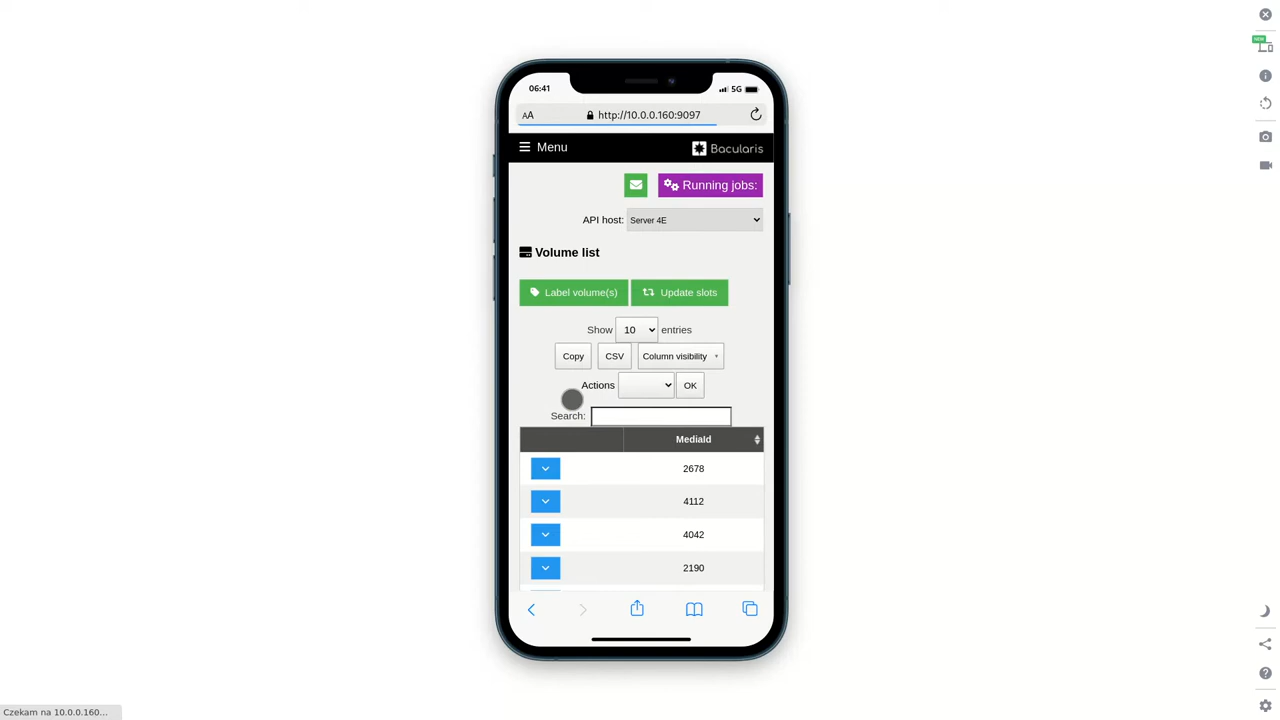 NEW
06:41
5G
AA
http://10.0.0.160:9097
Menu
Bacularis
Running jobs:
API host: Server 4E
Volume list
Label volume(s) Update slots
Show 10 entries
Copy CSV Column visibility
Actions OK
Search:
MediaId
2678
4112
4042
2190
Czekam na 10.0.0.160...